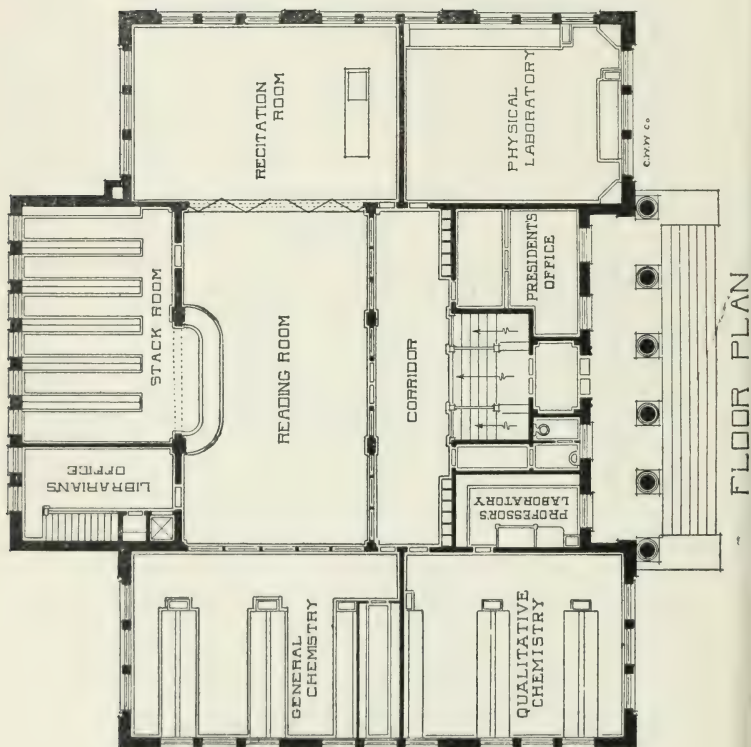 RECITATION
ROOM
PHYSICAL
LABORATORY
C.W.W Co
STACK ROOM
READING ROOM
CORRIDOR
PRESIDENT'S
OFFICE
LIBRARIANS
OFFICE
PROFESSOR'S
LABORATORY
GENERAL
CHEMISTRY
QUALITATIVE
CHEMISTRY
FLOOR PLAN